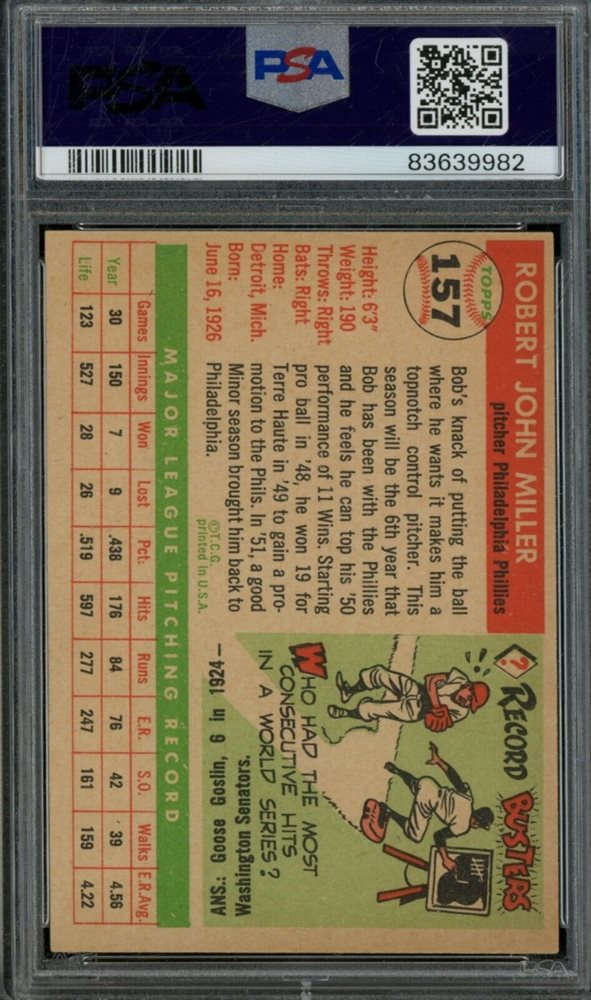 PSA
PSA
83639982
TOPPS
157
ROBERT JOHN MILLER
pitcher Philadelphia Phillies
Height: 6'3"
Weight: 190
Throws: Right
Bats: Right
Home:
Detroit, Mich.
Born:
June 16, 1926
Bob's knack of putting the ball
where he wants it makes him a
topnotch control pitcher. This
season will be the 6th year that
Bob has been with the Phillies
and he feels he can top his '50
performance of 11 Wins. Starting
pro ball in '48, he won 19 for
Terre Haute in '49 to gain a pro-
motion to the Phils. In '51, a good
Minor season brought him back to
Philadelphia.
©T.C.G.
printed in U.S.A.
? RECORD BUSTERS
WHO HAD THE MOST
CONSECUTIVE HITS
IN A WORLD SERIES?
ANS.: Goose Goslin, 6 in 1924—
Washington Senators.
MAJOR LEAGUE PITCHING RECORD
Games Innings Won Lost Pct. Hits Runs E.R. S.O. Walks E.R.Avg.
Year 30 150 7 9 .438 176 84 76 42 39 4.56
Life 123 527 28 26 .519 597 277 247 161 159 4.22